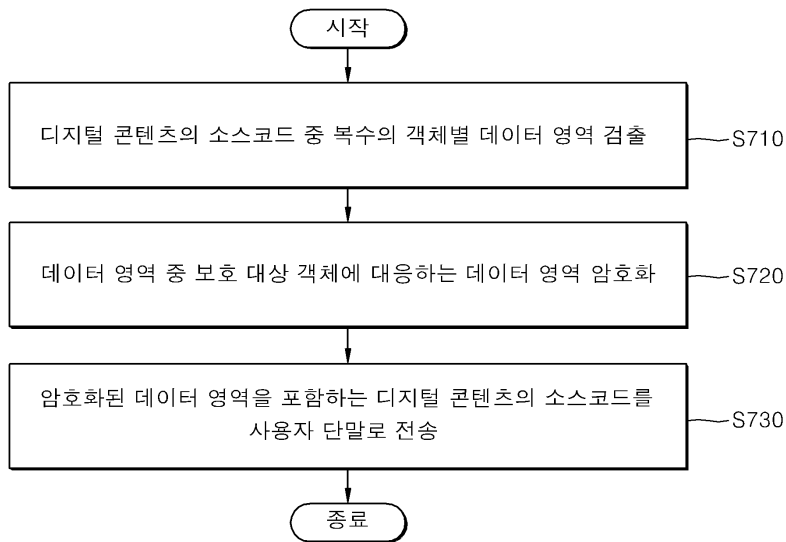 시작
디지털 콘텐츠의 소스코드 중 복수의 객체별 데이터 영역 검출
S710
데이터 영역 중 보호 대상 객체에 대응하는 데이터 영역 암호화
S720
암호화된 데이터 영역을 포함하는 디지털 콘텐츠의 소스코드를
사용자 단말로 전송
S730
종료